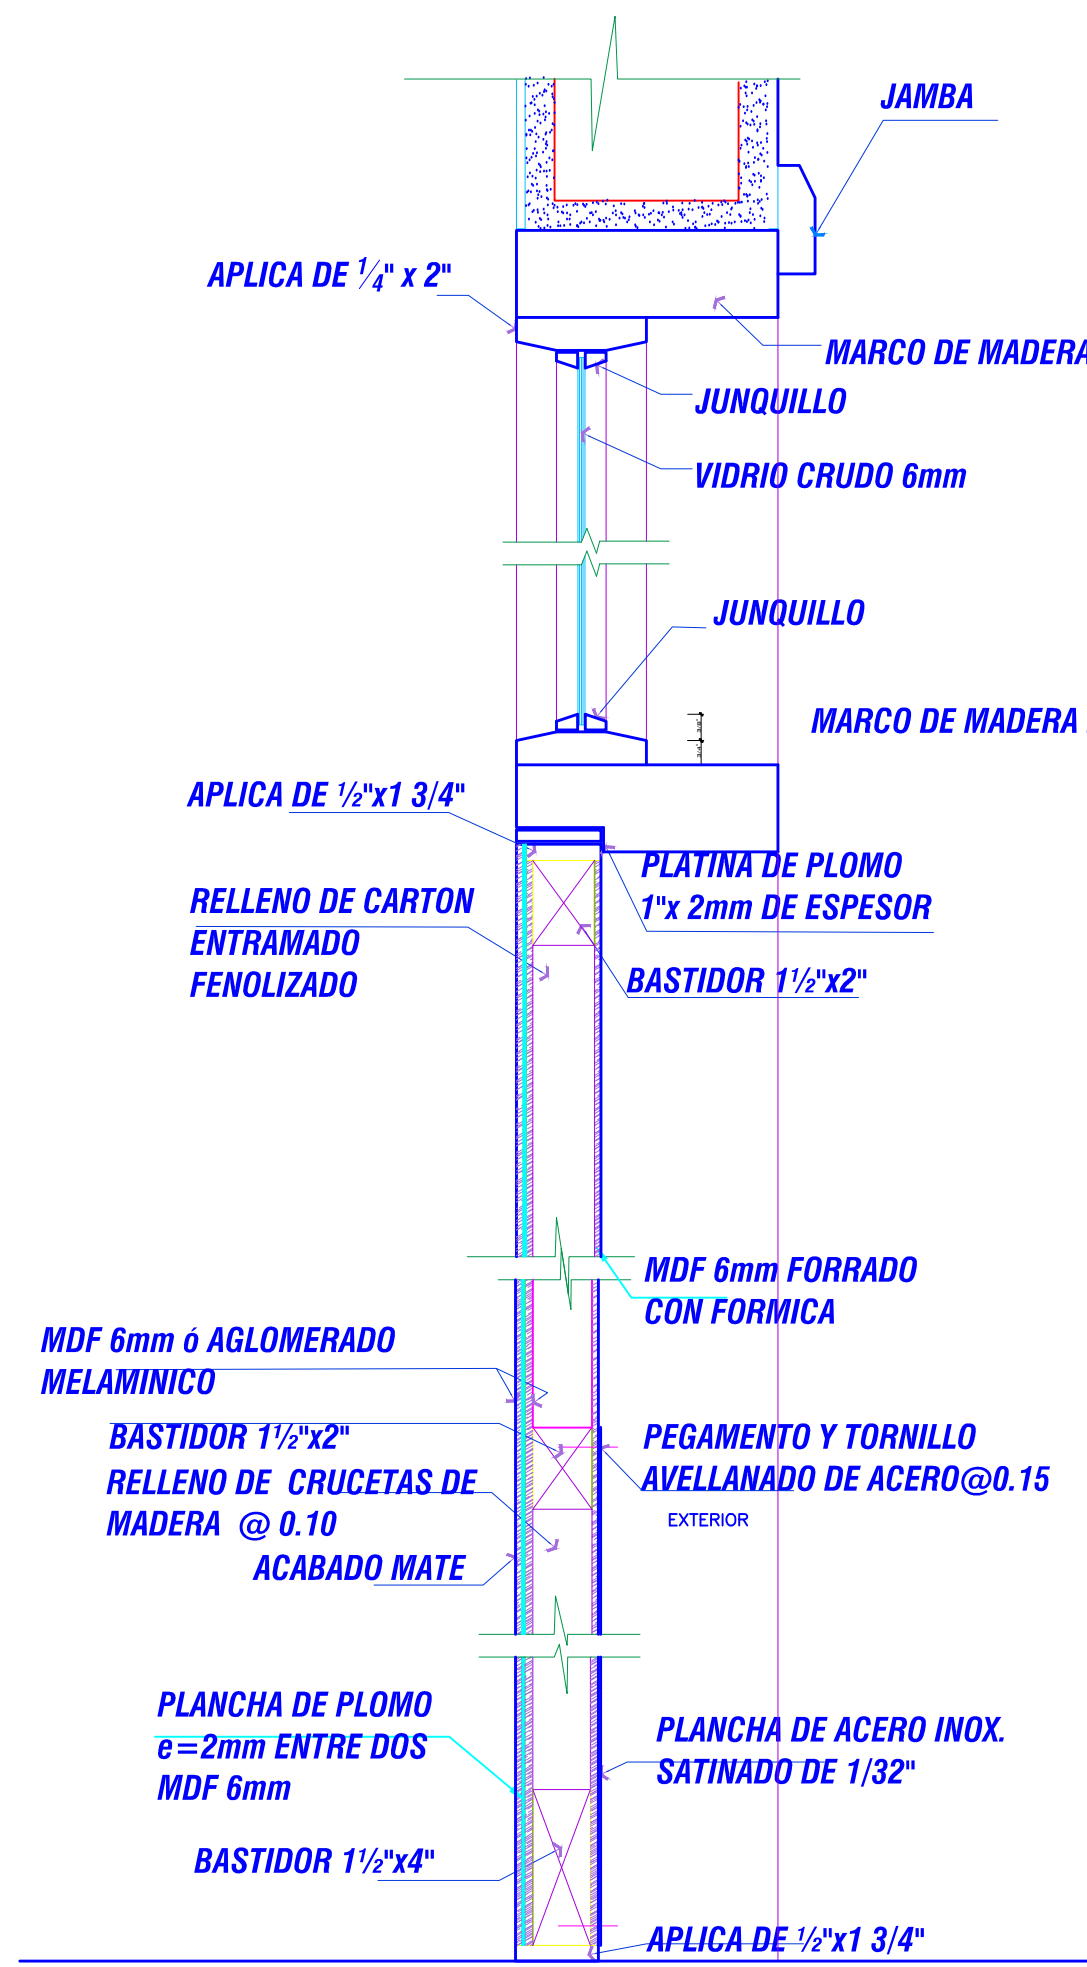 JAMBA
APLICA DE 1/4" x 2"
MARCO DE MADERA
JUNQUILLO
VIDRIO CRUDO 6mm
JUNQUILLO
MARCO DE MADERA
APLICA DE 1/2"x1 3/4"
PLATINA DE PLOMO
1"x 2mm DE ESPESOR
RELLENO DE CARTON
ENTRAMADO
FENOLIZADO
BASTIDOR 11/2"x2"
MDF 6mm FORRADO
CON FORMICA
MDF 6mm ó AGLOMERADO
MELAMINICO
BASTIDOR 11/2"x2"
PEGAMENTO Y TORNILLO
AVELLANADO DE ACERO@0.15
RELLENO DE CRUCETAS DE
MADERA @ 0.10
EXTERIOR
ACABADO MATE
PLANCHA DE PLOMO
e=2mm ENTRE DOS
MDF 6mm
PLANCHA DE ACERO INOX.
SATINADO DE 1/32"
BASTIDOR 11/2"x4"
APLICA DE 1/2"x1 3/4"